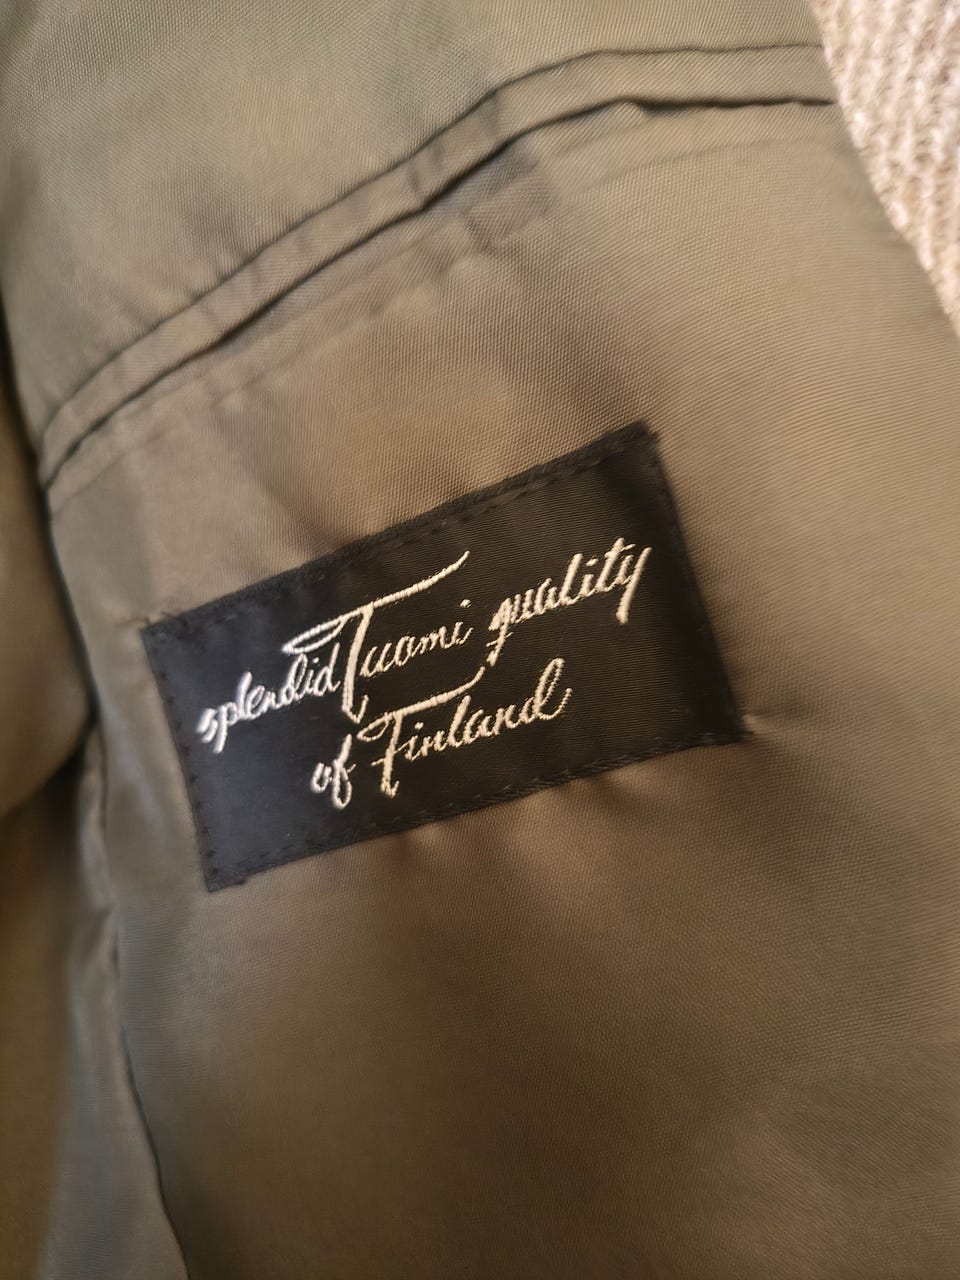 splendid Tuomi quality
of Finland